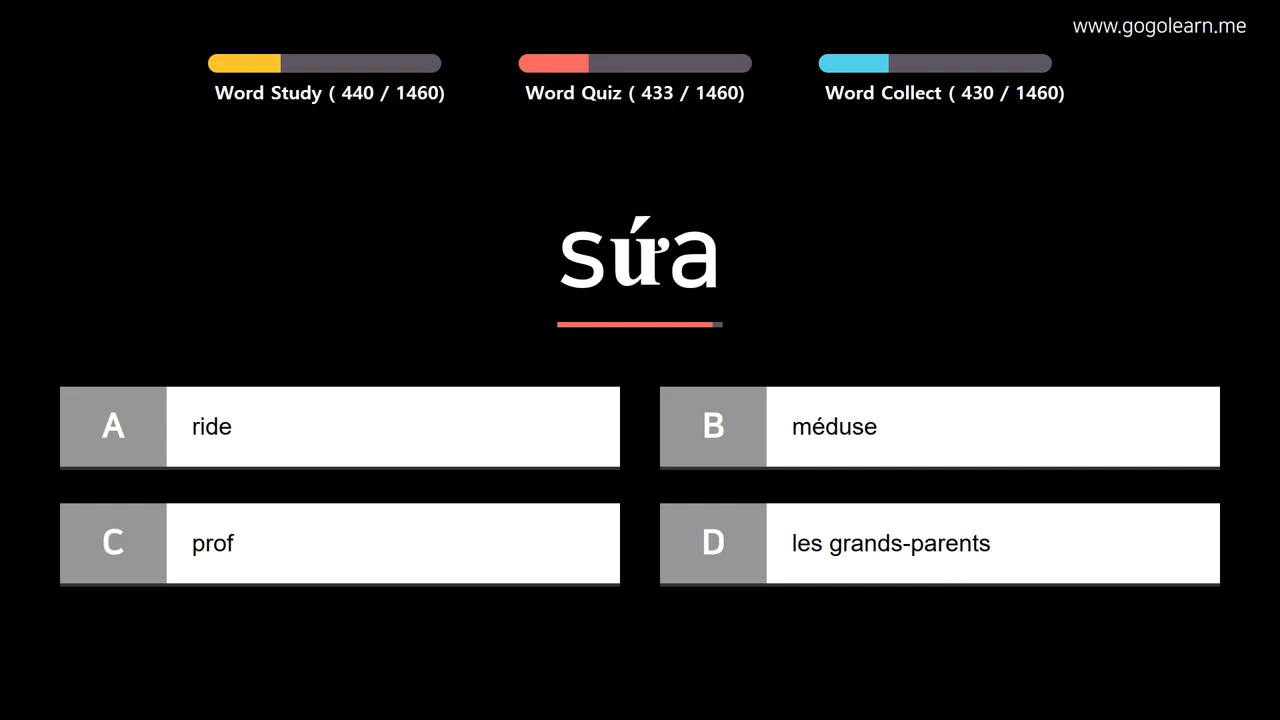 www.gogolearn.me
Word Study ( 440 / 1460)
Word Quiz ( 433 / 1460)
Word Collect ( 430 / 1460)
sứa
A ride
B méduse
C prof
D les grands-parents